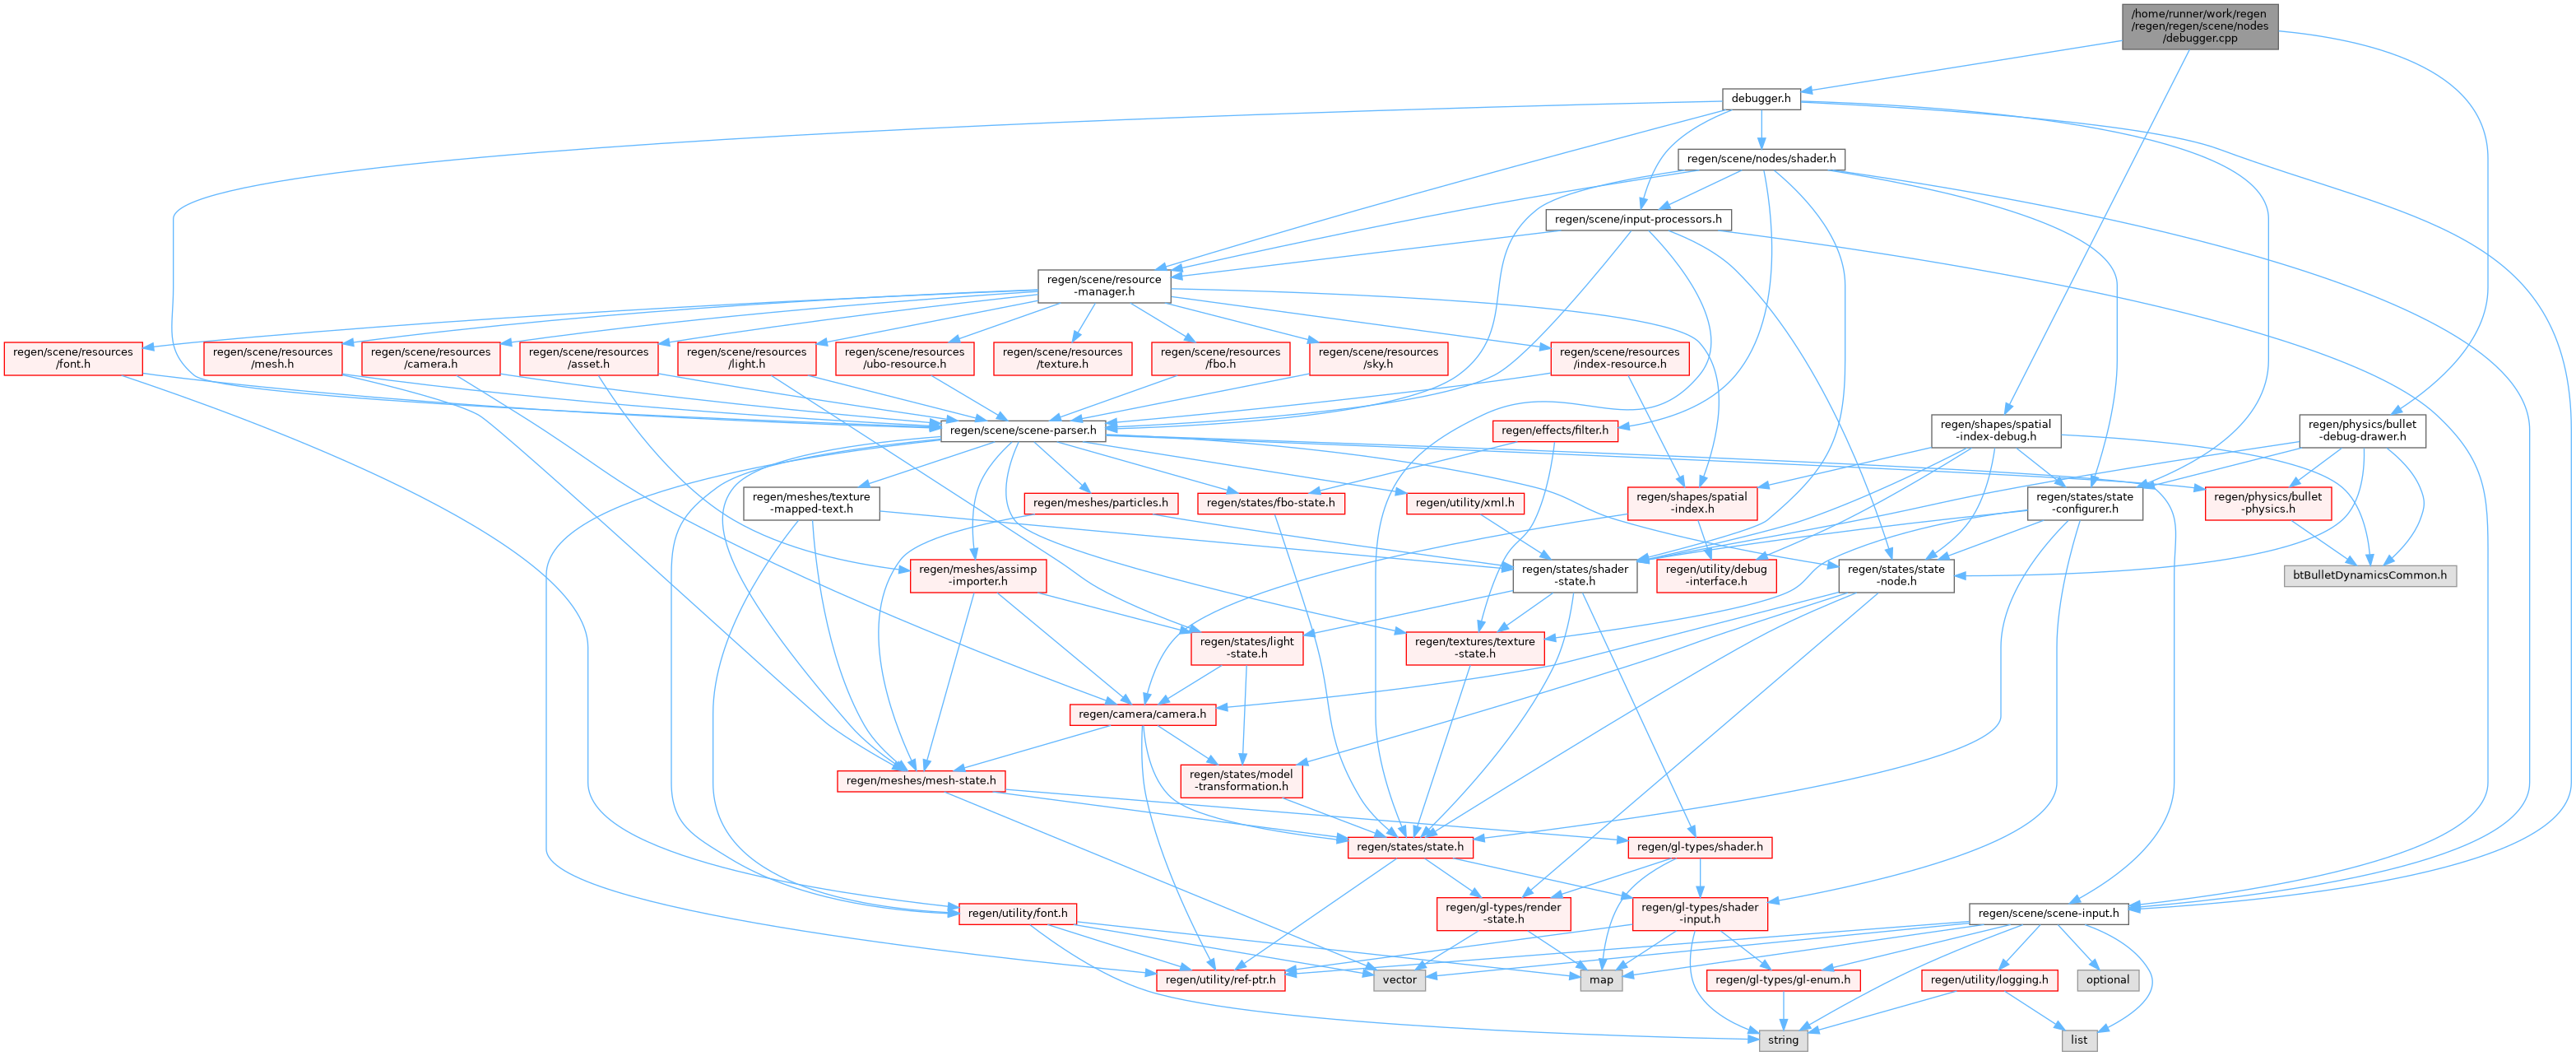 /home/runner/work/regen
/regen/regen/scene/nodes
/debugger.cpp
debugger.h
regen/scene/nodes/shader.h
regen/scene/input-processors.h
regen/scene/resource
-manager.h
regen/scene/resources
/font.h
regen/scene/resources
/mesh.h
regen/scene/resources
/camera.h
regen/scene/resources
/asset.h
regen/scene/resources
/light.h
regen/scene/resources
/ubo-resource.h
regen/scene/resources
/texture.h
regen/scene/resources
/fbo.h
regen/scene/resources
/sky.h
regen/scene/resources
/index-resource.h
regen/scene/scene-parser.h
regen/effects/filter.h
regen/shapes/spatial
-index-debug.h
regen/physics/bullet
-debug-drawer.h
regen/meshes/texture
-mapped-text.h
regen/meshes/particles.h
regen/states/fbo-state.h
regen/utility/xml.h
regen/shapes/spatial
-index.h
regen/states/state
-configurer.h
regen/physics/bullet
-physics.h
regen/meshes/assimp
-importer.h
regen/states/shader
-state.h
regen/utility/debug
-interface.h
regen/states/state
-node.h
btBulletDynamicsCommon.h
regen/states/light
-state.h
regen/textures/texture
-state.h
regen/camera/camera.h
regen/meshes/mesh-state.h
regen/states/model
-transformation.h
regen/states/state.h
regen/gl-types/shader.h
regen/utility/font.h
regen/gl-types/render
-state.h
regen/gl-types/shader
-input.h
regen/scene/scene-input.h
regen/utility/ref-ptr.h
vector
map
regen/gl-types/gl-enum.h
regen/utility/logging.h
optional
string
list